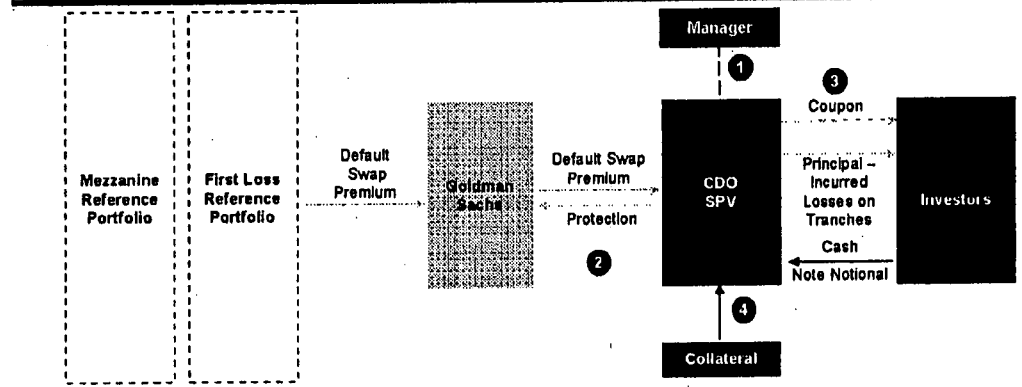 Manager
1
3
Coupon
Mezzanine
Reference
Portfolio
First Loss
Reference
Portfolio
Default
Swap
Premium
Goldman
Sachs
Default Swap
Premium
Protection
2
CDO
SPV
Principal –
Incurred
Losses on
Tranches
Cash
Note Notional
Investors
4
Collateral